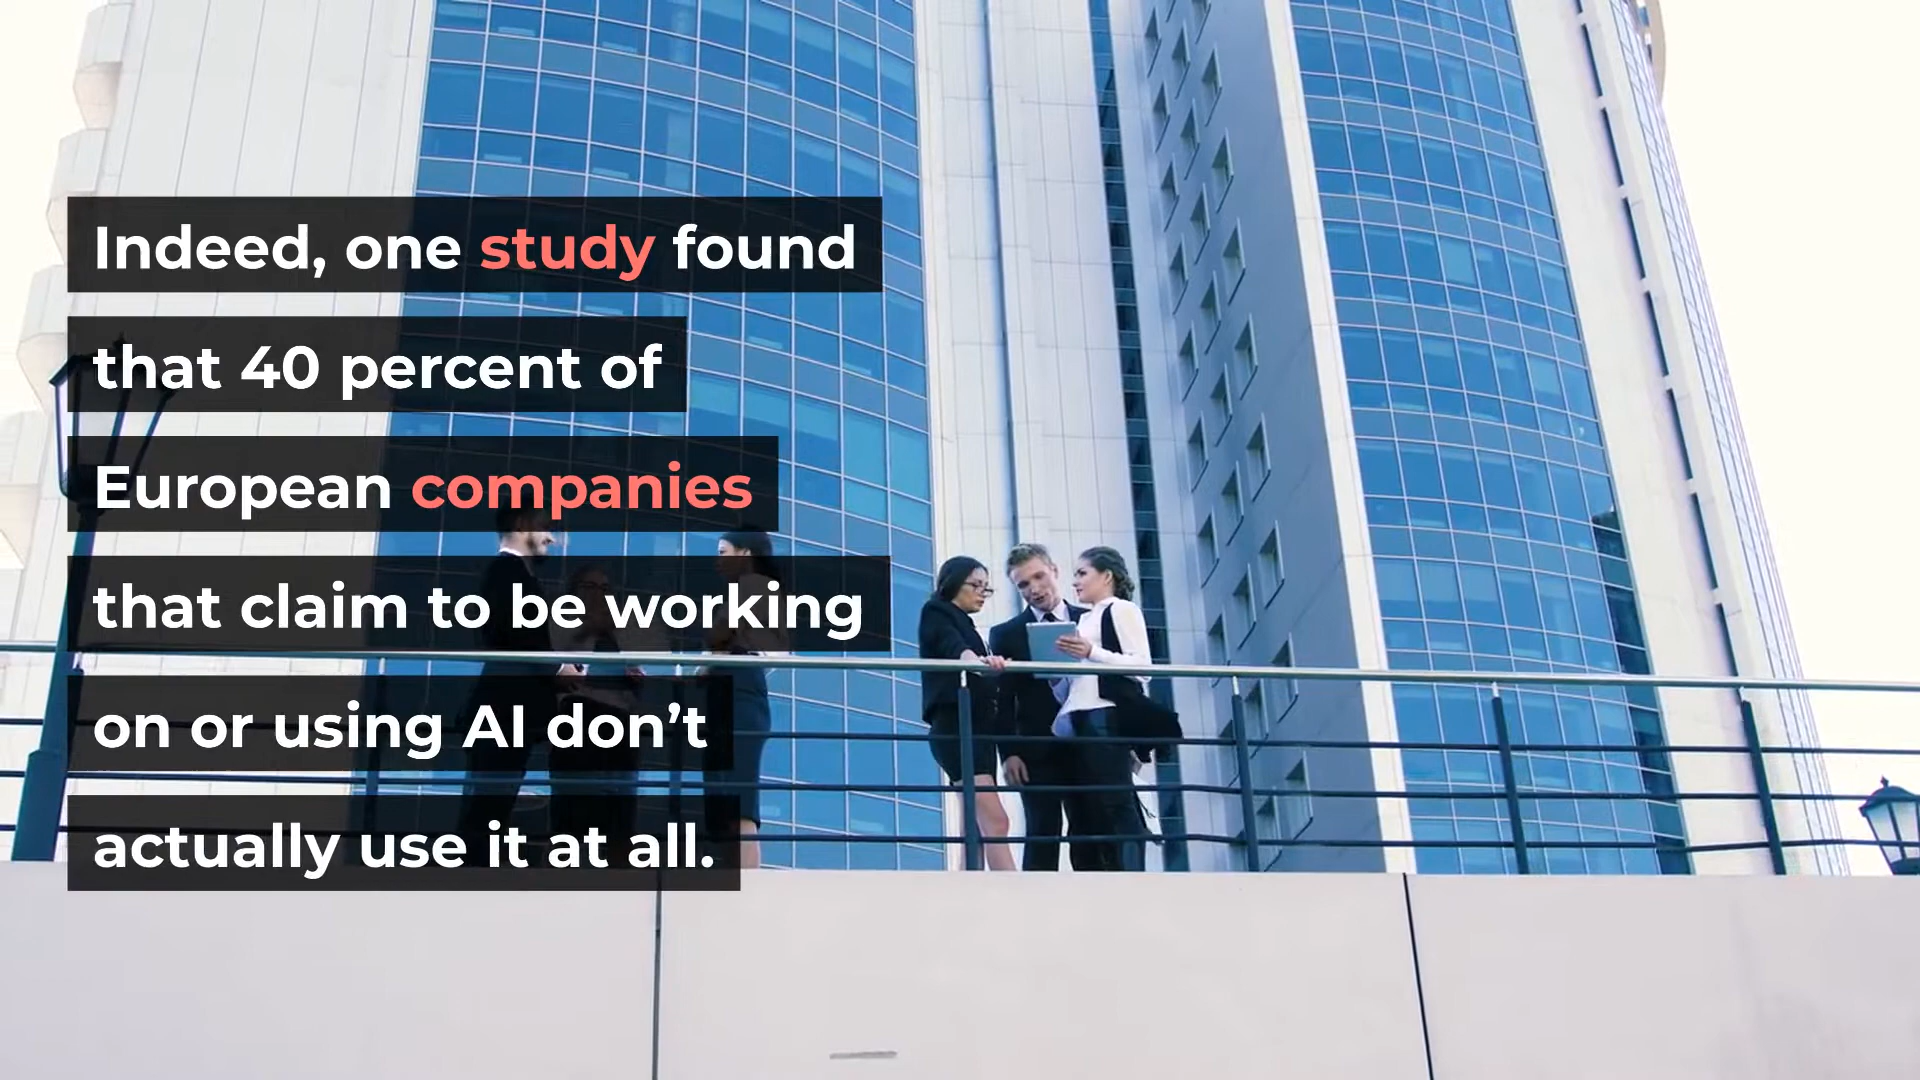 Indeed, one study found
that 40 percent of
European companies
that claim to be working
on or using AI don’t
actually use it at all.